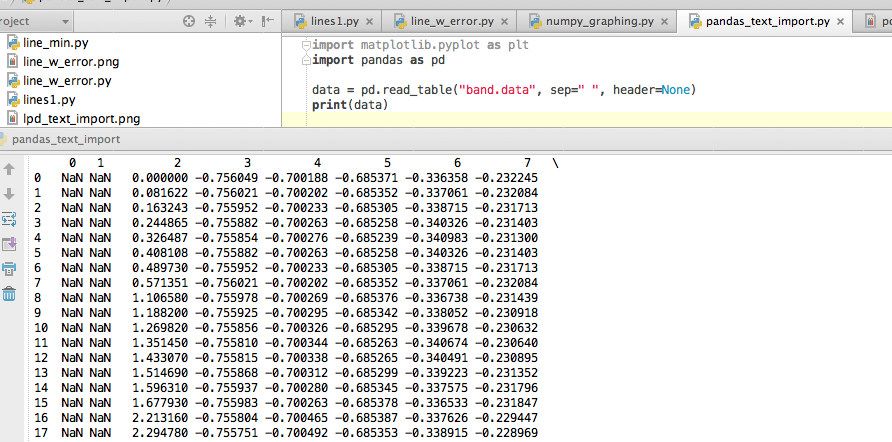 roject
lines1.py
line_w_error.py
numpy_graphing.py
pandas_text_import.py
line_min.py
line_w_error.png
line_w_error.py
lines1.py
lpd_text_import.png
import matplotlib.pyplot as plt
import pandas as pd
data = pd.read_table("band.data", sep=" ", header=None)
print(data)
pandas_text_import
0 1 2 3 4 5 6 7 \
0 NaN NaN 0.000000 -0.756049 -0.700188 -0.685371 -0.336358 -0.232245
1 NaN NaN 0.081622 -0.756021 -0.700202 -0.685352 -0.337061 -0.232084
2 NaN NaN 0.163243 -0.755952 -0.700233 -0.685305 -0.338715 -0.231713
3 NaN NaN 0.244865 -0.755882 -0.700263 -0.685258 -0.340326 -0.231403
4 NaN NaN 0.326487 -0.755854 -0.700276 -0.685239 -0.340983 -0.231300
5 NaN NaN 0.408108 -0.755882 -0.700263 -0.685258 -0.340326 -0.231403
6 NaN NaN 0.489730 -0.755952 -0.700233 -0.685305 -0.338715 -0.231713
7 NaN NaN 0.571351 -0.756021 -0.700202 -0.685352 -0.337061 -0.232084
8 NaN NaN 1.106580 -0.755978 -0.700269 -0.685376 -0.336738 -0.231439
9 NaN NaN 1.188200 -0.755925 -0.700295 -0.685342 -0.338052 -0.230918
10 NaN NaN 1.269820 -0.755856 -0.700326 -0.685295 -0.339678 -0.230632
11 NaN NaN 1.351450 -0.755810 -0.700344 -0.685263 -0.340674 -0.230640
12 NaN NaN 1.433070 -0.755815 -0.700338 -0.685265 -0.340491 -0.230895
13 NaN NaN 1.514690 -0.755868 -0.700312 -0.685299 -0.339223 -0.231352
14 NaN NaN 1.596310 -0.755937 -0.700280 -0.685345 -0.337575 -0.231796
15 NaN NaN 1.677930 -0.755983 -0.700263 -0.685378 -0.336533 -0.231847
16 NaN NaN 2.213160 -0.755804 -0.700465 -0.685387 -0.337626 -0.229447
17 NaN NaN 2.294780 -0.755751 -0.700492 -0.685353 -0.338915 -0.228969